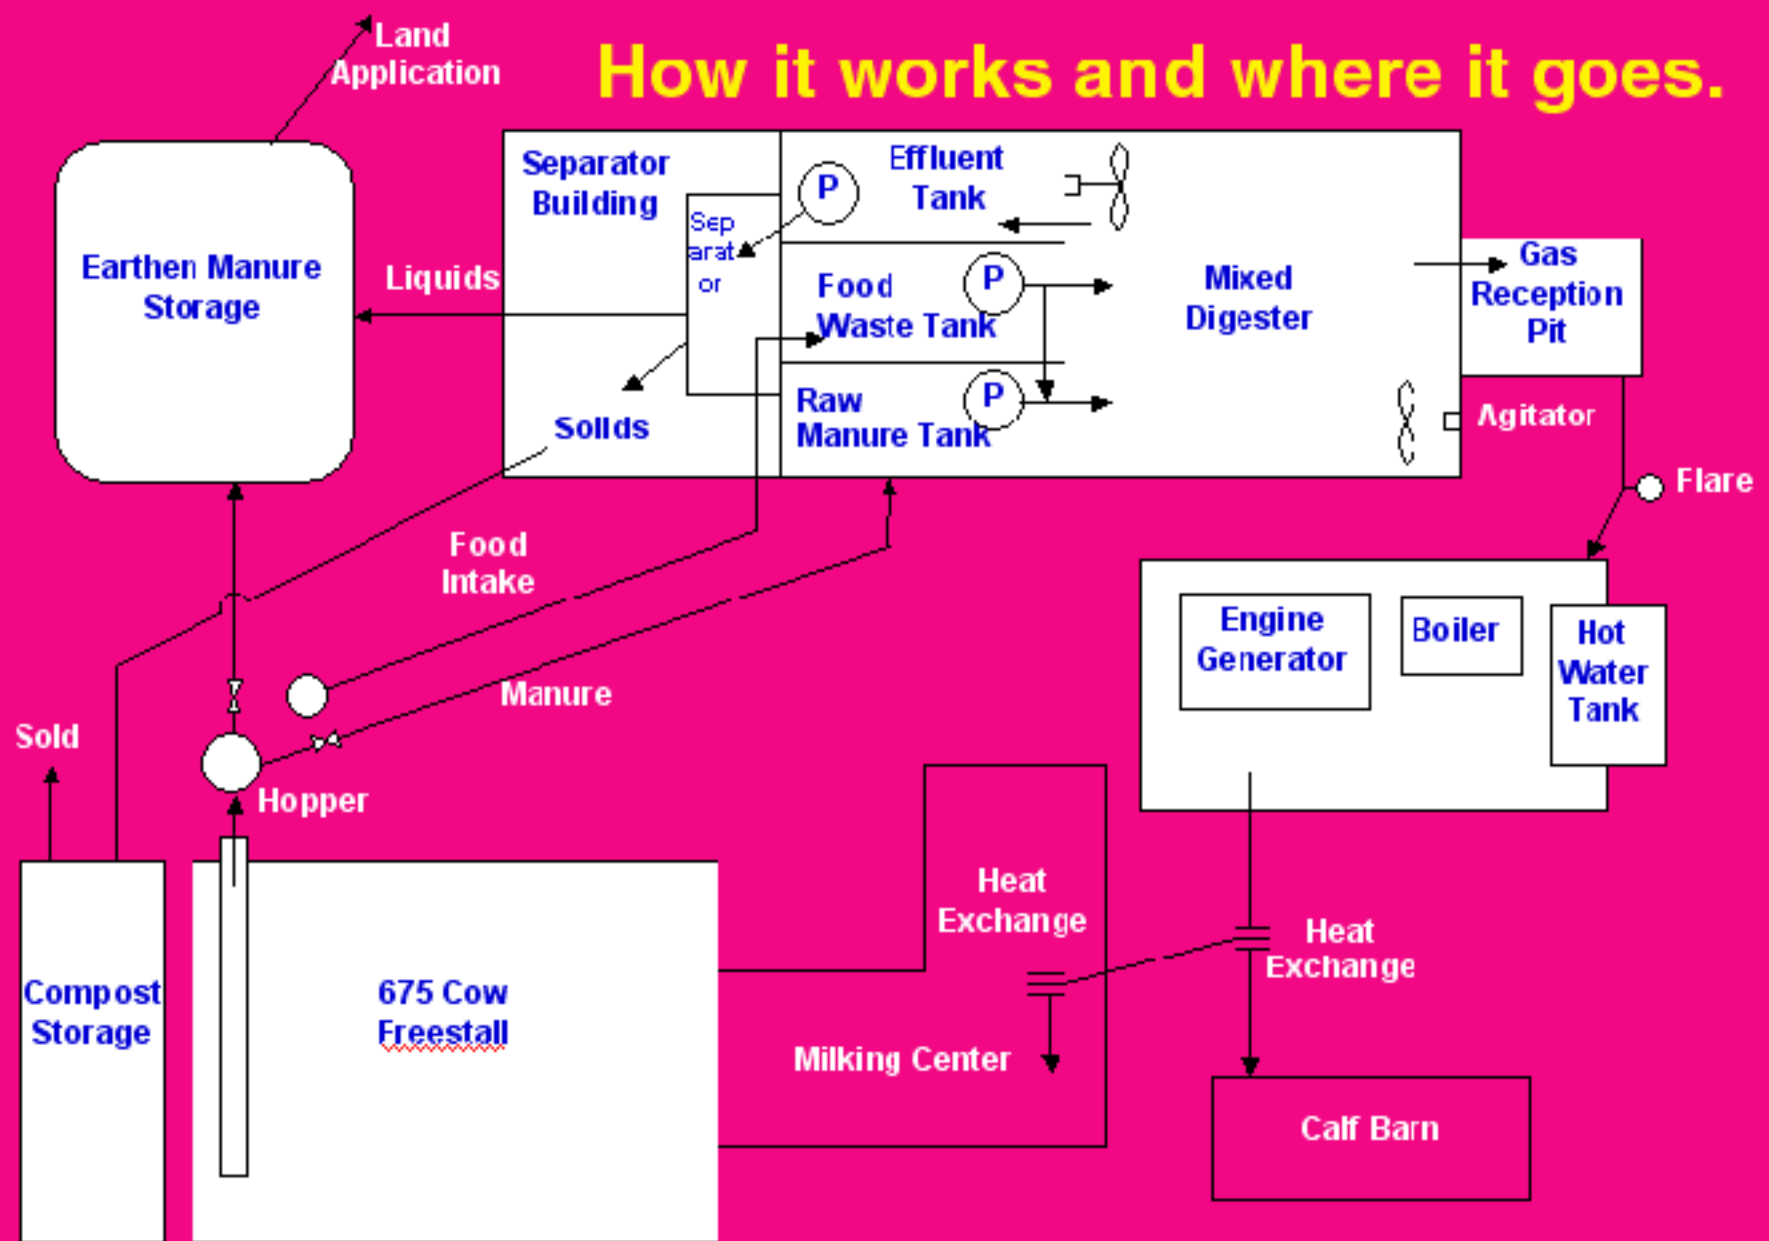 Land
Application
How it works and where it goes.
Separator
Building
Effluent
Tank
P
Sep
arat
or
Earthen Manure
Storage
Liquids
Food
Waste Tank
P
Mixed
Digester
Gas
Reception
Pit
Raw
Manure Tank
P
Solids
Agitator
Flare
Food
Intake
Engine
Generator
Boiler
Hot
Water
Tank
Manure
Sold
Hopper
Heat
Exchange
Heat
Exchange
Compost
Storage
675 Cow
Freestall
Milking Center
Calf Barn